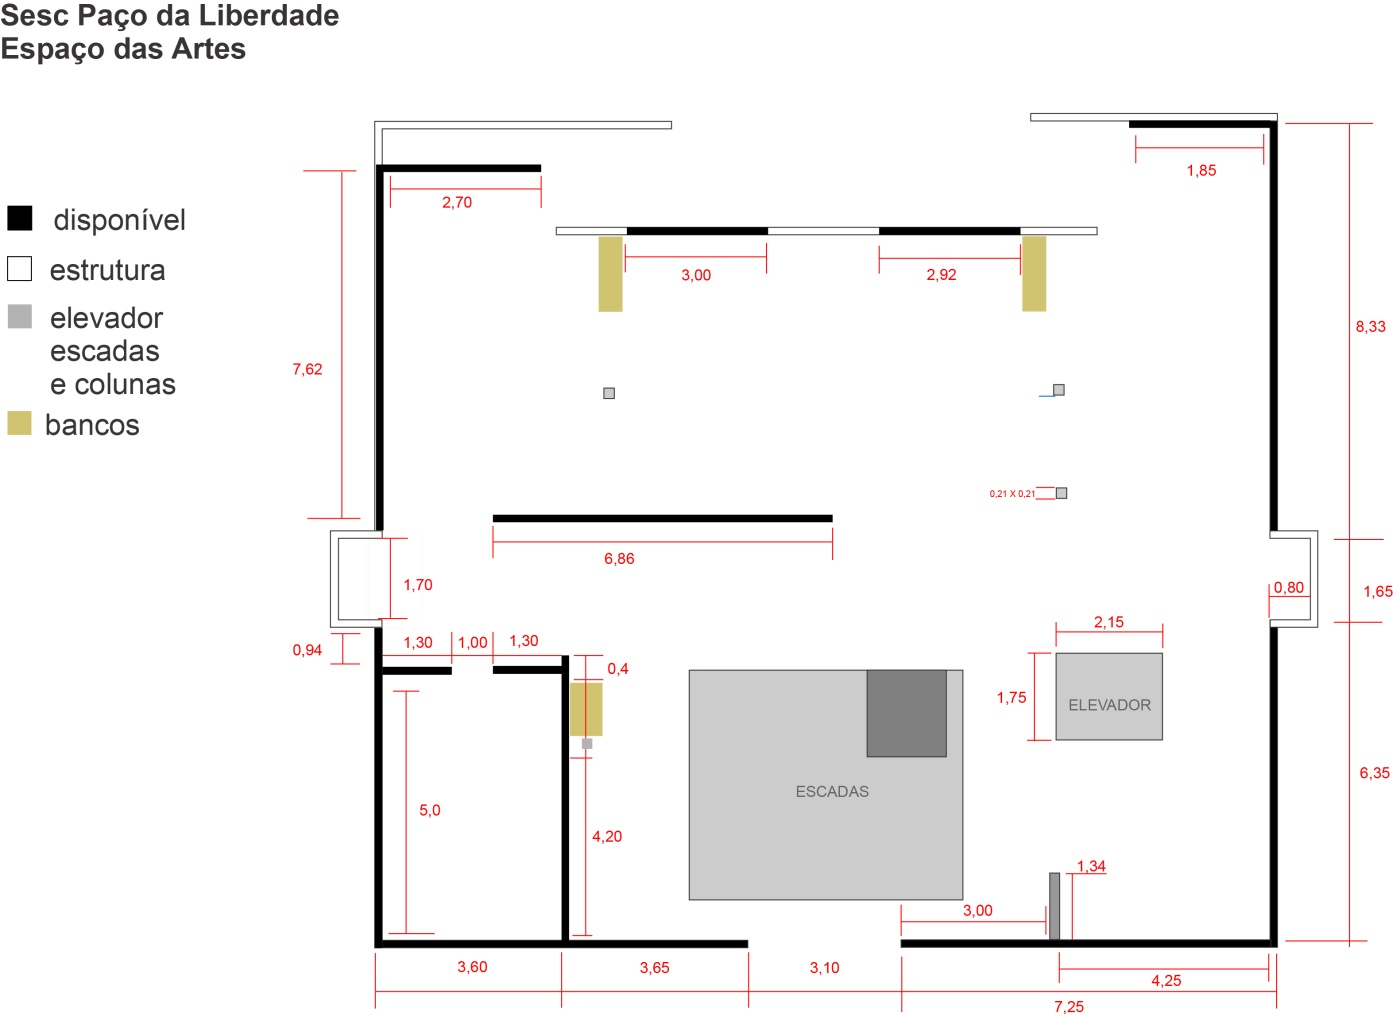 Sesc Paço da Liberdade
Espaço das Artes
disponível
estrutura
elevador
escadas
e colunas
bancos
1,85
2,70
3,00
2,92
8,33
7,62
0,21 X 0,21
6,86
1,70
0,80
1,65
0,94
1,30
1,00
1,30
2,15
0,4
1,75
ELEVADOR
ESCADAS
6,35
5,0
4,20
1,34
3,00
3,60
3,65
3,10
4,25
7,25